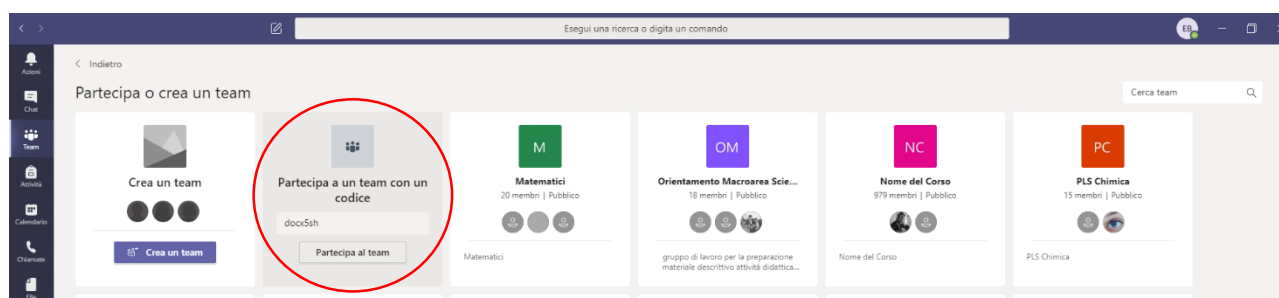 Esegui una ricerca o digita un comando
EB
Azioni
Chat
Team
Attività
Calendario
Chiamate
File
Indietro
Partecipa o crea un team
Cerca team
Crea un team
Crea un team
Partecipa a un team con un
codice
docx5sh
Partecipa al team
M
Matematici
20 membri | Pubblico
Matematici
OM
Orientamento Macroarea Scie...
18 membri | Pubblico
gruppo di lavoro per la preparazione
materiale descrittivo attività didattica...
NC
Nome del Corso
979 membri | Pubblico
Nome del Corso
PC
PLS Chimica
15 membri | Pubblico
PLS Chimica